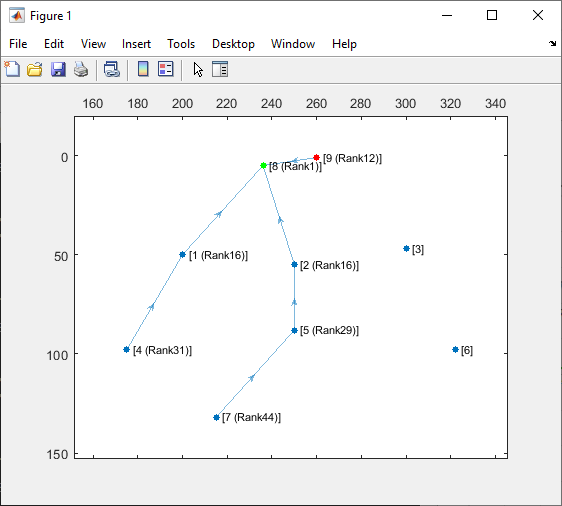 Figure 1
File Edit View Insert Tools Desktop Window Help
160 180 200 220 240 260 280 300 320 340
0
[9 (Rank12)]
[8 (Rank1)]
50
[3]
[1 (Rank16)]
[2 (Rank16)]
[5 (Rank29)]
100
[4 (Rank31)]
[6]
[7 (Rank44)]
150